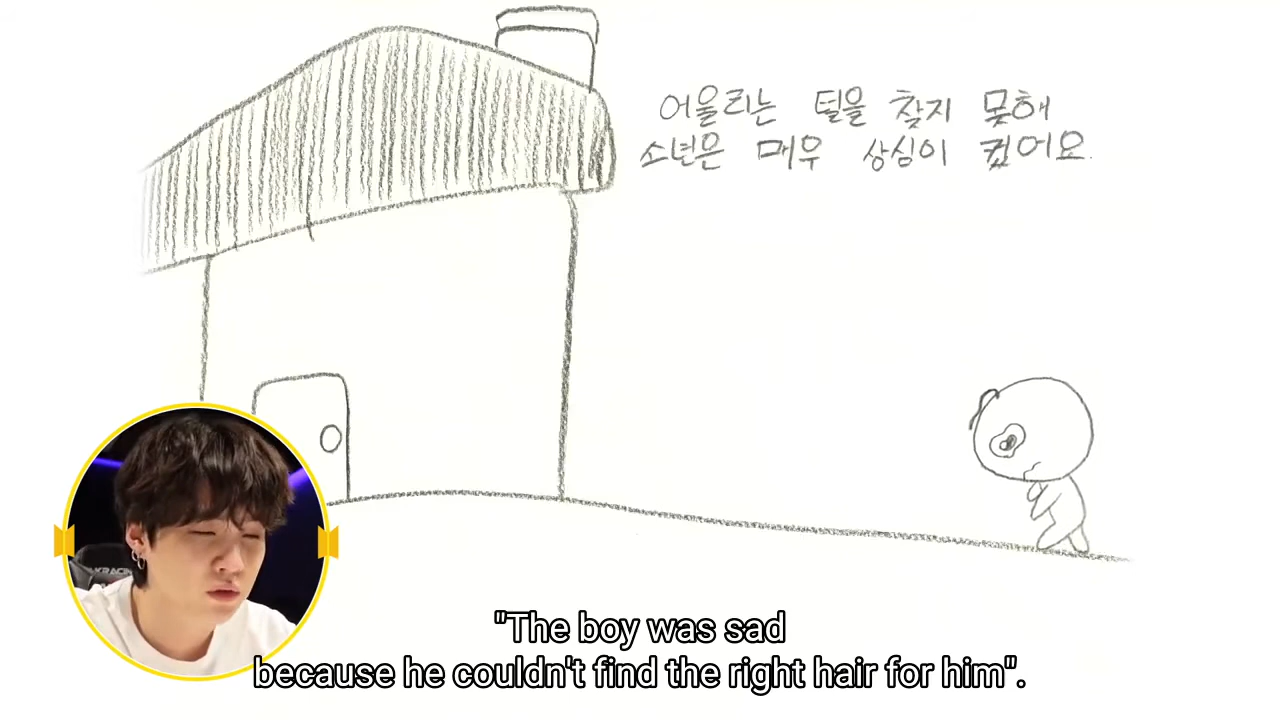 어울리는 털을 찾지 못해
소년은 매우 상심이 컸어요.
AKRACIN
"The boy was sad
because he couldn't find the right hair for him".